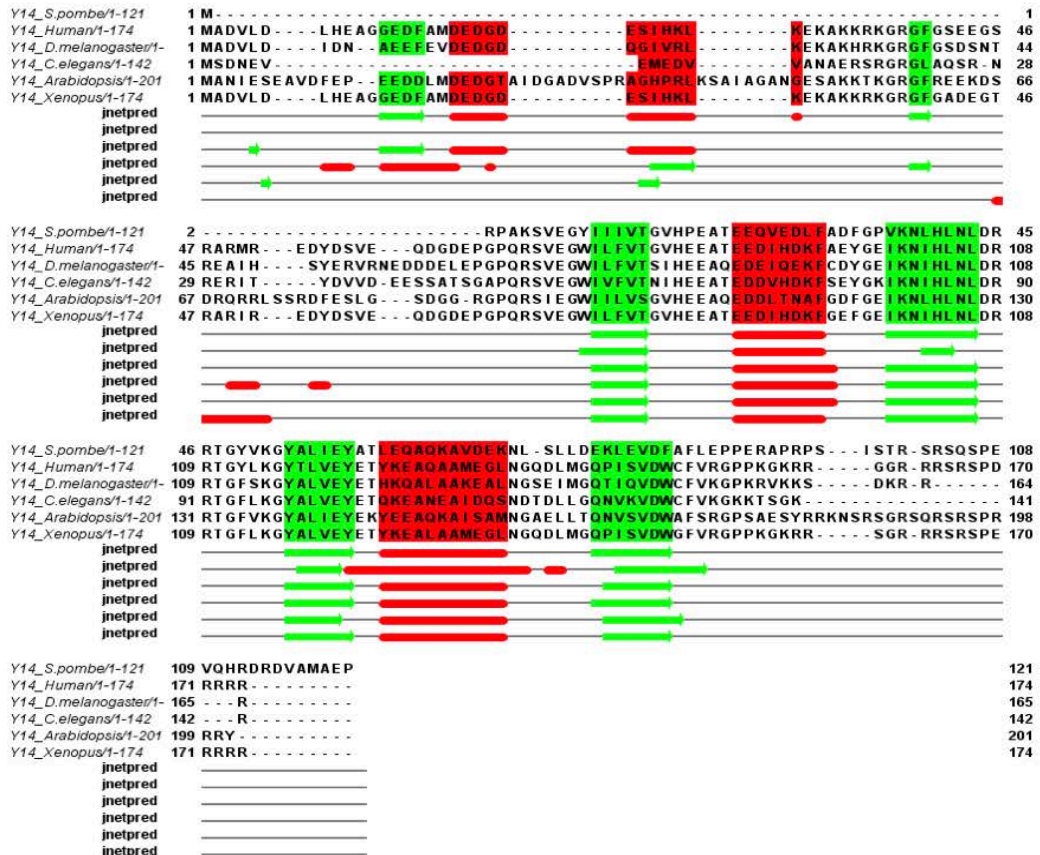 Y14_S.pombe/1-121 1 M------------------------------------------------------------------- 1
Y14_Human/1-174 1 MADVLD----LHEAGGEDFAMDEDGD----------ESIHKL--------KEKAKKRKGRGFGSEEGS 46
Y14_D.melanogaster/1- 1 MADVLD-----IDN-AEEFEVDEDGD----------QGIVRL--------KEKAKKRKGRGFGSDSNT 44
Y14_C.elegans/1-142 1 MSDNEV-------------------------------EMEDV--------VANAERSRGRGLAQSR-N 28
Y14_Arabidopsis/1-201 1 MANIESEAVDFEP--EEDDLMDEDGTAIDGADVSPRAGHPRLKSAIAGANGESAKKTKGRGFREEKDS 66
Y14_Xenopus/1-174 1 MADVLD----LHEAGGEDFAMDEDGD----------ESIHKL--------KEKAKKRKGRGFGADEGT 46
jnetpred
jnetpred
jnetpred
jnetpred
jnetpred
jnetpred
Y14_S.pombe/1-121 2 ------------------------RPAKSVEGYIIIVTGVHPEATEEQVEDLFADFGPVKNLHLNLDR 45
Y14_Human/1-174 47 RARMR----EDYDSVE--QDGDEPGPQRSVEGWILFVTGVHEEATEEDIHDKFAEYGEIKNIHLNLDR 108
Y14_D.melanogaster/1- 45 REAIH----SYERVRNEDDDELEPGPQRSVEGWILFVTSIHEEAQEDEIQEKFCDYGEIKNIHLNLDR 108
Y14_C.elegans/1-142 29 RERIT-----YDVVD-EESSATSGAPQRSVEGWIVFVTNIHEEATEDDVHDKFSEYGKIKNIHLNLDR 90
Y14_Arabidopsis/1-201 67 DRQRRLSSRDFESLG--SDGG--RGPQRSIEGWIILVSGVHEEAQEDDLTNAFGDFGEIKNLHLNLDR 130
Y14_Xenopus/1-174 47 RARIR----EDYDSVE--QDGDEPGPQRSVEGWILFVTGVHEEATEEDIHDKFGEFGEIKNIHLNLDR 108
jnetpred
jnetpred
jnetpred
jnetpred
jnetpred
jnetpred
Y14_S.pombe/1-121 46 RTGYVKGYALIEYATLEQAQKAVDEKNL-SLLDEKLEVDFAFLEPPERAPRPS---ISTR-SRSQSPE 108
Y14_Human/1-174 109 RTGYLKGYTLVEYETYKEAQAAMEGLNGQDLMGQPISVDWCFVRGPPKGKRR-----GGR-RRSRSPD 170
Y14_D.melanogaster/1- 109 RTGFSKGYALVEYETHKQALAAKEALNGSEIMGQTIQVDWCFVKGPKRVKKS-----DKR-R------ 164
Y14_C.elegans/1-142 91 RTGFLKGYALVEYETQKEANEAIDQSNDTDLLGQNVKVDWCFVKGKKTSGK----------------- 141
Y14_Arabidopsis/1-201 131 RTGFVKGYALIEYEKYEEAQKAISAMNGAELLTQNVSVDWAFSRGPSAESYRRKNSRSGRSQRSRSPR 198
Y14_Xenopus/1-174 109 RTGFLKGYALVEYETYKEALAAMEGLNGQDLMGQPISVDWGFVRGPPKGKRR-----SGR-RRSRSPR 170
jnetpred
jnetpred
jnetpred
jnetpred
jnetpred
jnetpred
Y14_S.pombe/1-121 109 VQHRDRDVAMAEP 121
Y14_Human/1-174 171 RRRR--------- 174
Y14_D.melanogaster/1- 165 ---R--------- 165
Y14_C.elegans/1-142 142 ---R--------- 142
Y14_Arabidopsis/1-201 199 RRY---------- 201
Y14_Xenopus/1-174 171 RRRR--------- 174
jnetpred
jnetpred
jnetpred
jnetpred
jnetpred
jnetpred